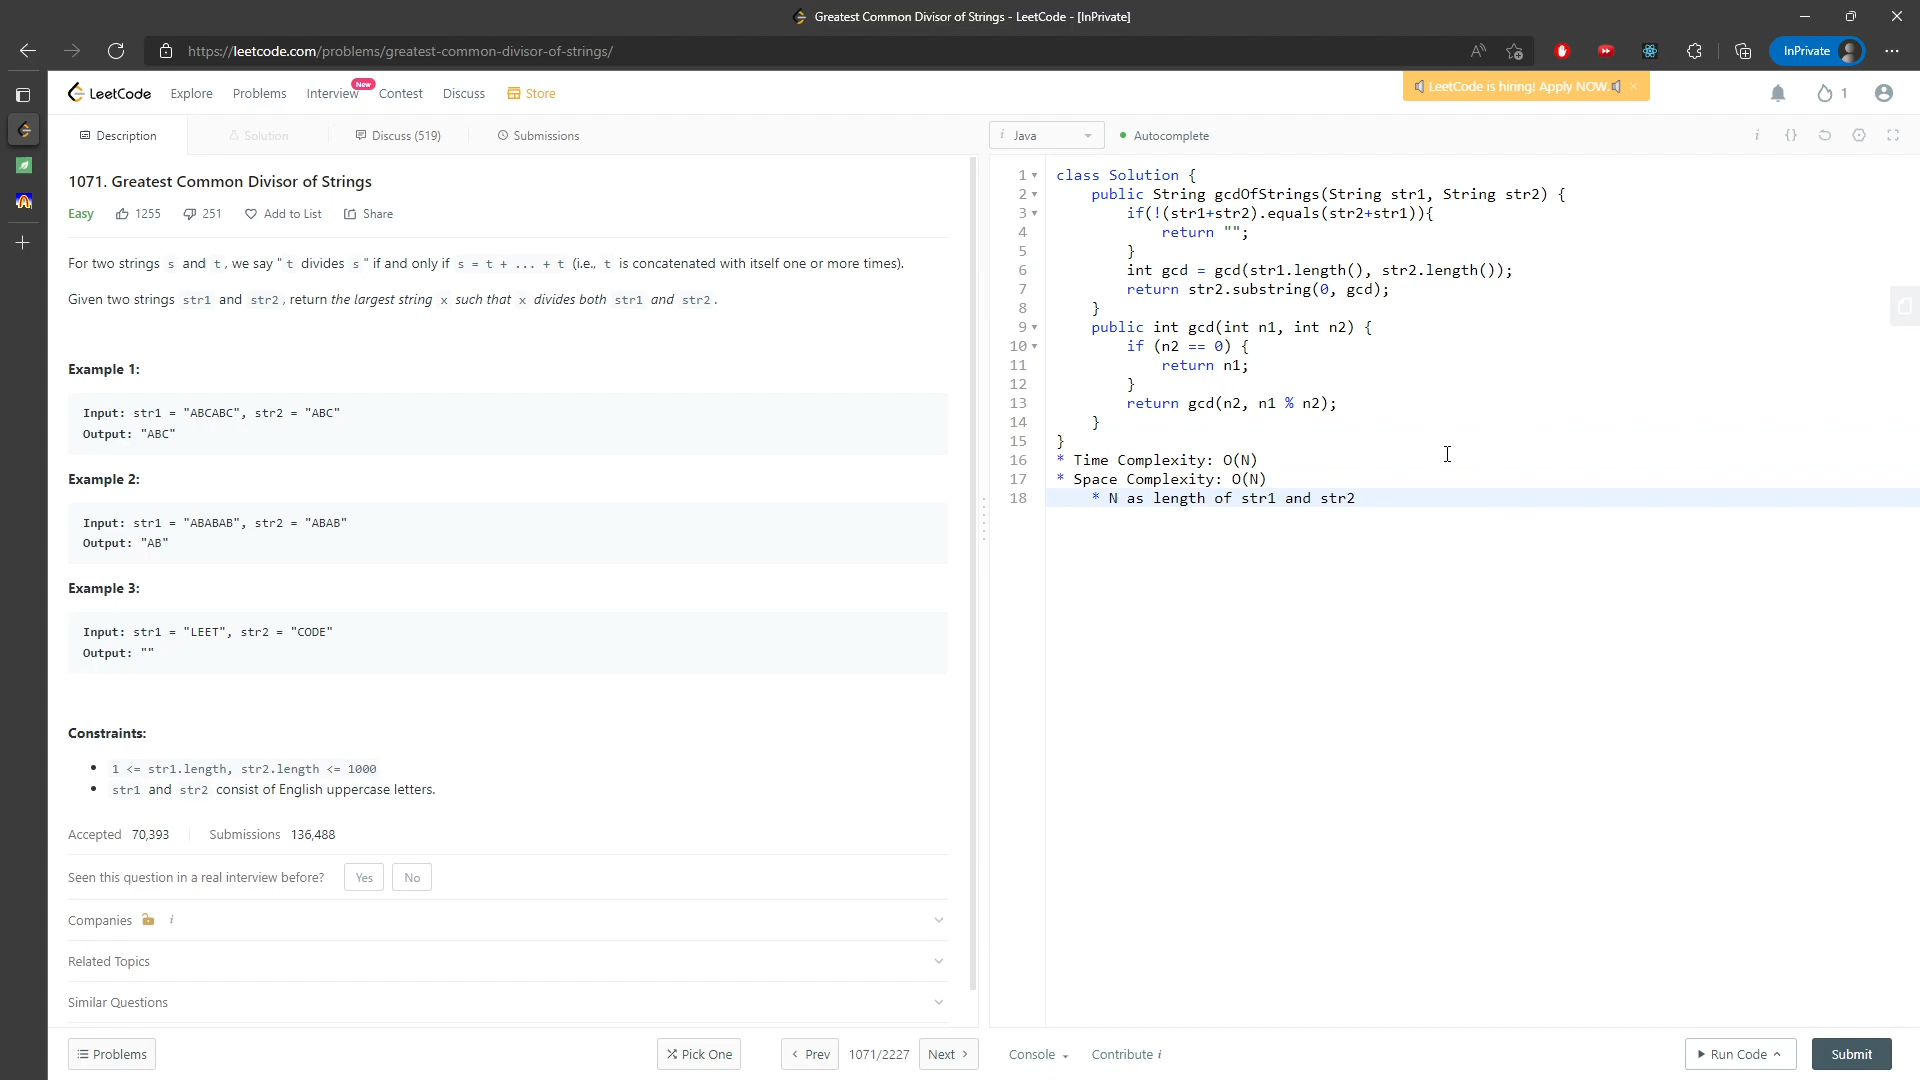 Greatest Common Divisor of Strings - LeetCode - [InPrivate]
https://leetcode.com/problems/greatest-common-divisor-of-strings/
InPrivate
LeetCode Explore Problems Interview New Contest Discuss Store
LeetCode is hiring! Apply NOW.
1
Description Solution Discuss (519) Submissions
1071. Greatest Common Divisor of Strings
Easy 1255 251 Add to List Share
For two strings s and t, we say "t divides s" if and only if s = t + ... + t (i.e., t is concatenated with itself one or more times).
Given two strings str1 and str2, return the largest string x such that x divides both str1 and str2.
Example 1:
Input: str1 = "ABCABC", str2 = "ABC"
Output: "ABC"
Example 2:
Input: str1 = "ABABAB", str2 = "ABAB"
Output: "AB"
Example 3:
Input: str1 = "LEET", str2 = "CODE"
Output: ""
Constraints:
• 1 <= str1.length, str2.length <= 1000
• str1 and str2 consist of English uppercase letters.
Accepted 70,393 Submissions 136,488
Seen this question in a real interview before? Yes No
Companies i
Related Topics
Similar Questions
Problems Pick One < Prev 1071/2227 Next >
i Java Autocomplete i {}
1 class Solution {
2 public String gcdOfStrings(String str1, String str2) {
3 if(!(str1+str2).equals(str2+str1)){
4 return "";
5 }
6 int gcd = gcd(str1.length(), str2.length());
7 return str2.substring(0, gcd);
8 }
9 public int gcd(int n1, int n2) {
10 if (n2 == 0) {
11 return n1;
12 }
13 return gcd(n2, n1 % n2);
14 }
15 }
16 * Time Complexity: O(N)
17 * Space Complexity: O(N)
18 * N as length of str1 and str2
Console Contribute i Run Code Submit